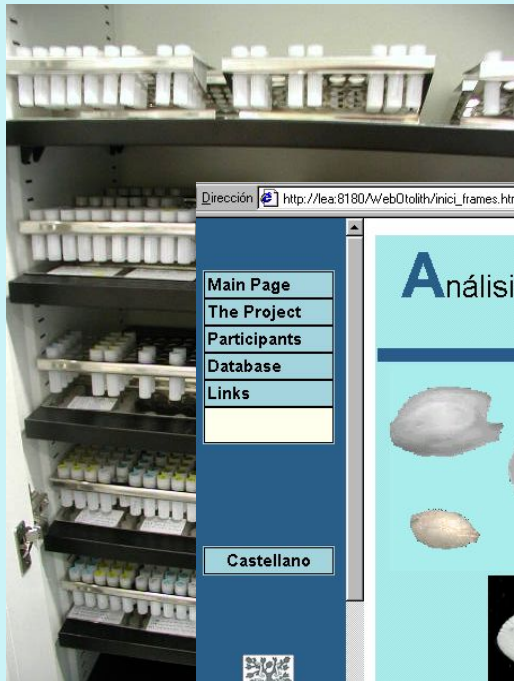 Dirección http://lea:8180/WebOtolith/inici_frames.htm
Main Page
The Project
Participants
Database
Links
Castellano
Análisi